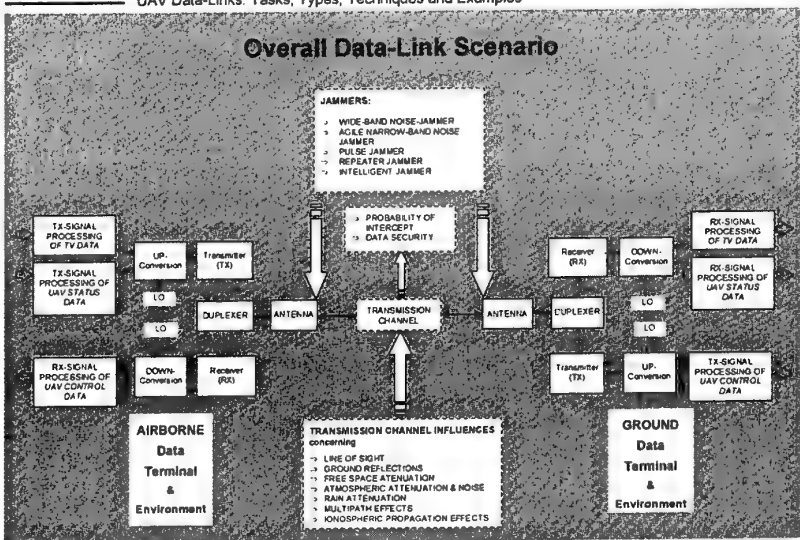 UAV Data-Links: Tasks, Types, Techniques and Examples
Overall Data-Link Scenario
JAMMERS:
-> WIDE-BAND NOISE-JAMMER
-> AGILE NARROW-BAND NOISE
JAMMER
-> PULSE JAMMER
-> REPEATER JAMMER
-> INTELLIGENT JAMMER
-> PROBABILITY OF
INTERCEPT
-> DATA SECURITY
TX-SIGNAL
PROCESSING
OF TV DATA
TX-SIGNAL
PROCESSING OF
UAV STATUS
DATA
UP-
Conversion
Transmitter
(TX)
LO
LO
DUPLEXER
ANTENNA
TRANSMISSION
CHANNEL
ANTENNA
DUPLEXER
RX-SIGNAL
PROCESSING OF
UAV CONTROL
DATA
DOWN-
Conversion
Receiver
(RX)
Receiver
(RX)
DOWN-
Conversion
RX-SIGNAL
PROCESSING
OF TV DATA
RX-SIGNAL
PROCESSING OF
UAV STATUS
DATA
LO
LO
Transmitter
(TX)
UP-
Conversion
TX-SIGNAL
PROCESSING OF
UAV CONTROL
DATA
AIRBORNE
Data
Terminal
&
Environment
TRANSMISSION CHANNEL INFLUENCES
concerning
-> LINE OF SIGHT
-> GROUND REFLECTIONS
-> FREE SPACE ATENUATION
-> ATMOSPHERIC ATTENUATION & NOISE
-> RAIN ATTENUATION
-> MULTIPATH EFFECTS
-> IONOSPHERIC PROPAGATION EFFECTS
GROUND
Data
Terminal
&
Environment